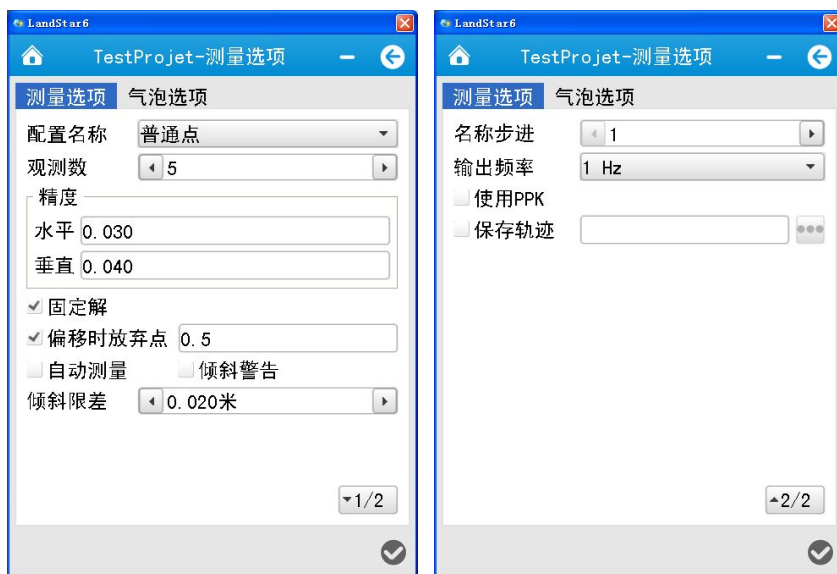 LandStar6
TestProjet-测量选项
测量选项 气泡选项
配置名称 普通点
观测数 5
精度
水平 0.030
垂直 0.040
固定解
偏移时放弃点 0.5
自动测量 倾斜警告
倾斜限差 0.020米
1/2
LandStar6
TestProjet-测量选项
测量选项 气泡选项
名称步进 1
输出频率 1 Hz
使用PPK
保存轨迹
2/2